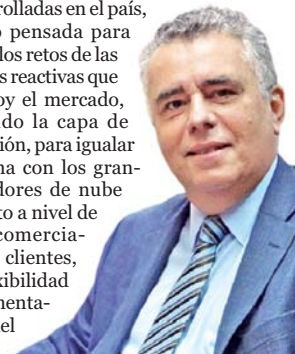 rolladas en el país,
o pensada para
los retos de las
s reactivas que
oy el mercado,
do la capa de
ión, para igualar
na con los gran-
dores de nube
to a nivel de
comercia-
clientes,
xibilidad
menta-
el